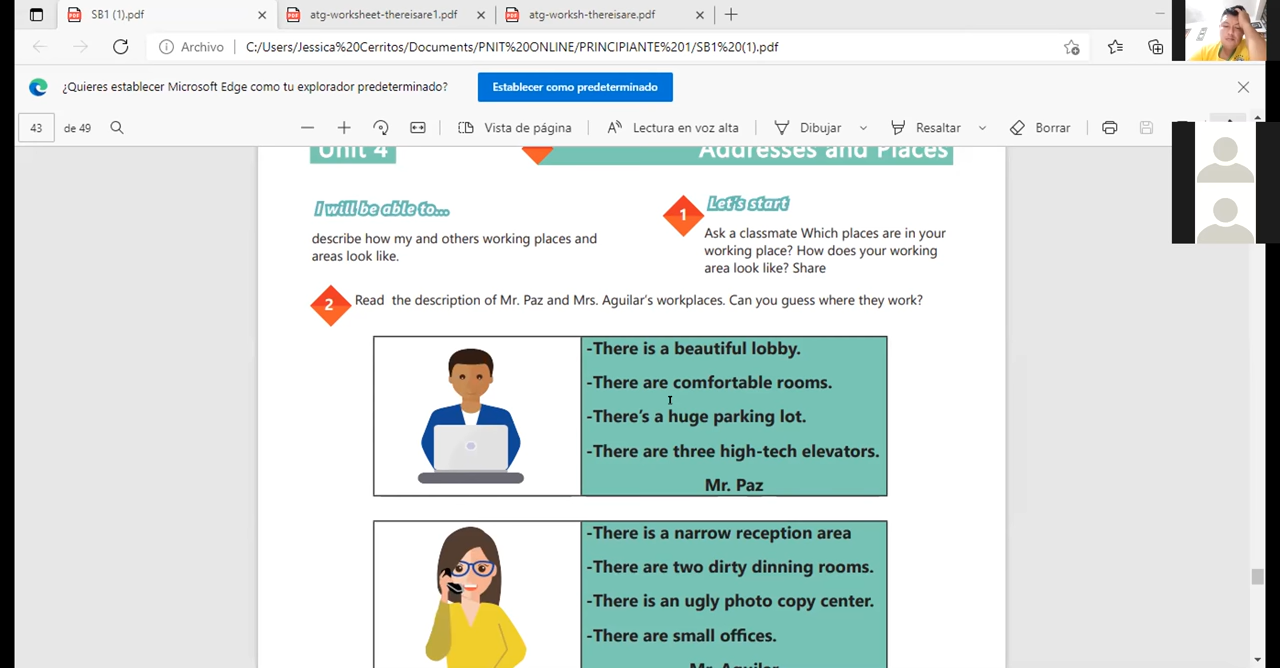 SB1 (1).pdf
atg-worksheet-thereisare1.pdf
atg-worksh-thereisare.pdf
Archivo
C:/Users/Jessica%20Cerritos/Documents/PNIT%20ONLINE/PRINCIPIANTE%201/SB1%20(1).pdf
¿Quieres establecer Microsoft Edge como tu explorador predeterminado?
Establecer como predeterminado
43
de 49
Vista de página
Lectura en voz alta
Dibujar
Resaltar
Borrar
Unit 4
Addresses and Places
I will be able to...
describe how my and others working places and
areas look like.
1
Let's start
Ask a classmate Which places are in your
working place? How does your working
area look like? Share
2
Read the description of Mr. Paz and Mrs. Aguilar's workplaces. Can you guess where they work?
-There is a beautiful lobby.
-There are comfortable rooms.
-There's a huge parking lot.
-There are three high-tech elevators.
Mr. Paz
-There is a narrow reception area
-There are two dirty dinning rooms.
-There is an ugly photo copy center.
-There are small offices.
Mr. Aguilar